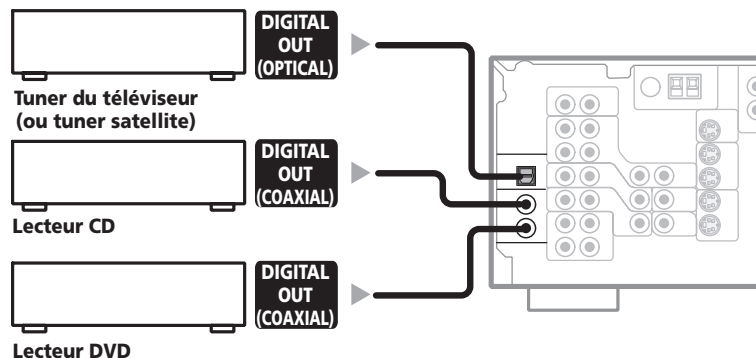 DIGITAL
OUT
(OPTICAL)
Tuner du téléviseur
(ou tuner satellite)
DIGITAL
OUT
(COAXIAL)
Lecteur CD
DIGITAL
OUT
(COAXIAL)
Lecteur DVD